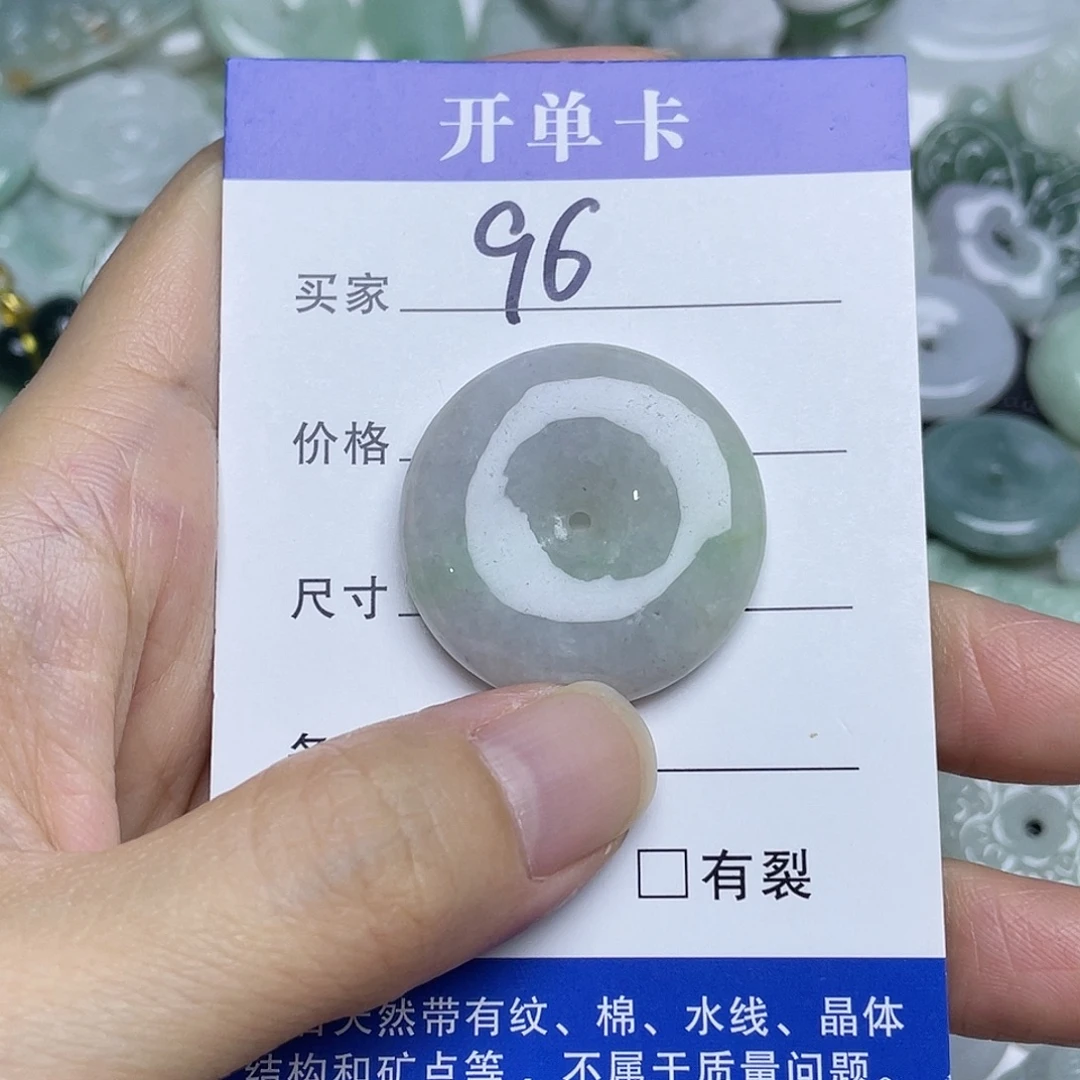 开单卡
买家 96
价格
尺寸
有裂
天然带有纹、棉、水线、晶体
结构和矿点等，不属于质量问题。